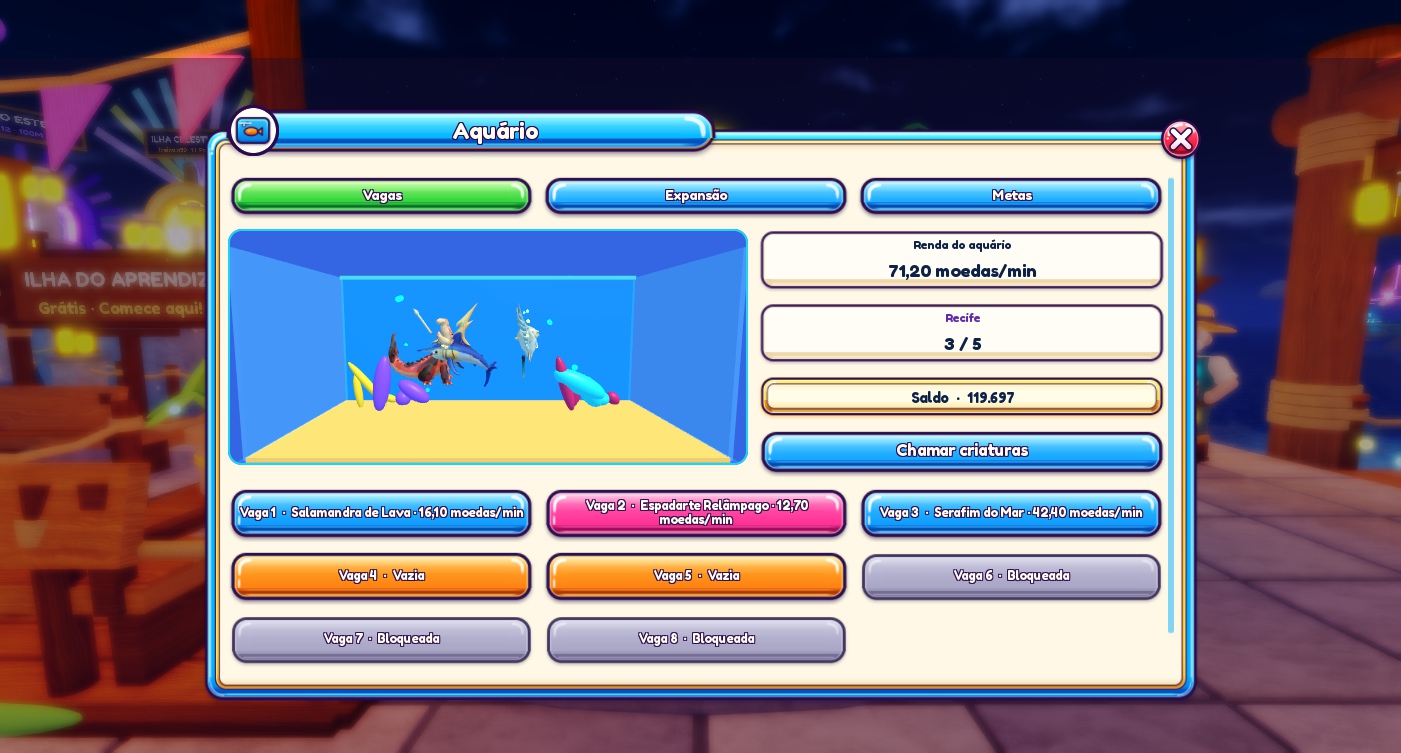 ILHA DO APRENDIZ
Grátis · Comece aqui!
Aquário
Vagas
Expansão
Metas
Renda do aquário
71,20 moedas/min
Recife
3 / 5
Saldo · 119.697
Chamar criaturas
Vaga 1 · Salamandra de Lava · 16,10 moedas/min
Vaga 2 · Espadarte Relâmpago · 12,70
moedas/min
Vaga 3 · Serafim do Mar · 42,40 moedas/min
Vaga 4 · Vazia
Vaga 5 · Vazia
Vaga 6 · Bloqueada
Vaga 7 · Bloqueada
Vaga 8 · Bloqueada